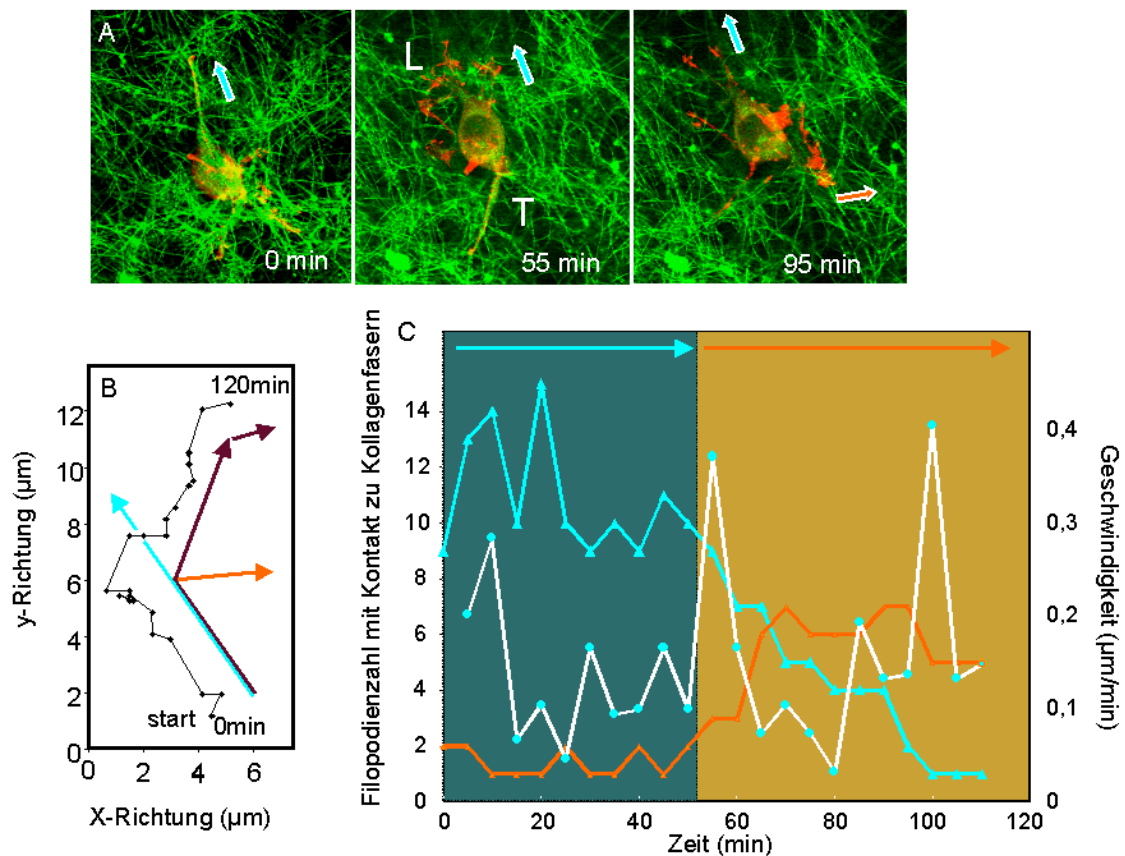 A
0 min
L
T
55 min
95 min
B
120min
12
10
8
6
4
2
0
start
0min
0
2
4
6
y-Richtung (µm)
X-Richtung (µm)
C
Filopodienzahl mit Kontakt zu Kollagenfasern
14
12
10
8
6
4
2
0
0,4
0,3
0,2
0,1
0
Geschwindigkeit (µm/min)
0
20
40
60
80
100
120
Zeit (min)